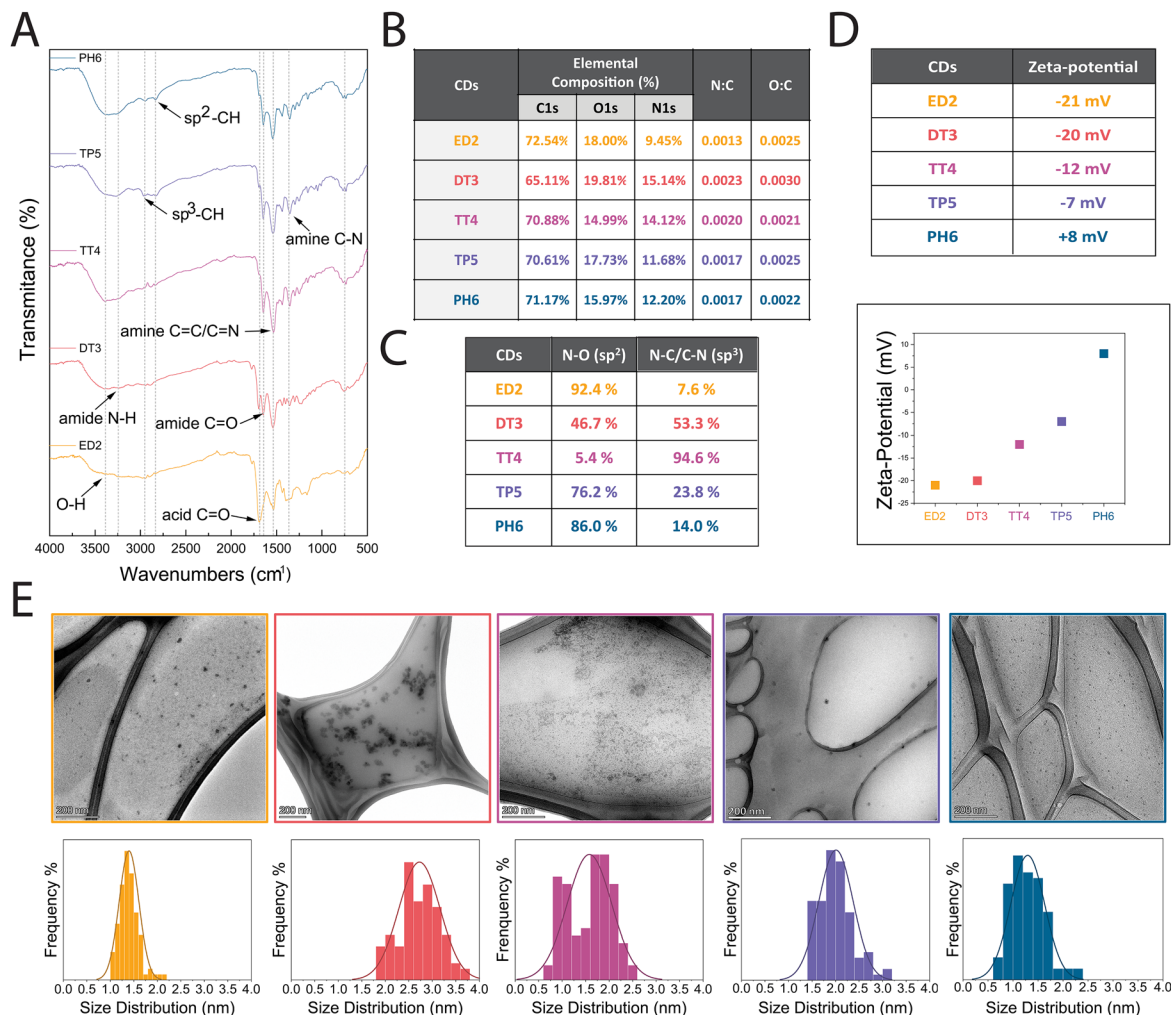 A
PH6
sp2-CH
TP5
sp3-CH
amine C-N
TT4
amine C=C/C=N
DT3
amide N-H
amide C=O
ED2
O-H
acid C=O
Transmitance (%)
4000 3500 3000 2500 2000 1500 1000 500
Wavenumbers (cm-1)
B
CDs Elemental Composition (%) N:C O:C
C1s O1s N1s
ED2 72.54% 18.00% 9.45% 0.0013 0.0025
DT3 65.11% 19.81% 15.14% 0.0023 0.0030
TT4 70.88% 14.99% 14.12% 0.0020 0.0021
TP5 70.61% 17.73% 11.68% 0.0017 0.0025
PH6 71.17% 15.97% 12.20% 0.0017 0.0022
C
CDs N-O (sp2) N-C/C-N (sp3)
ED2 92.4 % 7.6 %
DT3 46.7 % 53.3 %
TT4 5.4 % 94.6 %
TP5 76.2 % 23.8 %
PH6 86.0 % 14.0 %
D
CDs Zeta-potential
ED2 -21 mV
DT3 -20 mV
TT4 -12 mV
TP5 -7 mV
PH6 +8 mV
Zeta-Potential (mV)
10
5
0
-5
-10
-15
-20
-25
ED2 DT3 TT4 TP5 PH6
E
200 nm
200 nm
200 nm
200 nm
200 nm
Frequency %
0.0 0.5 1.0 1.5 2.0 2.5 3.0 3.5 4.0
Size Distribution (nm)
Frequency %
0.0 0.5 1.0 1.5 2.0 2.5 3.0 3.5 4.0
Size Distribution (nm)
Frenquency %
0.0 0.5 1.0 1.5 2.0 2.5 3.0 3.5 4.0
Size Distribution (nm)
Frequency %
0.0 0.5 1.0 1.5 2.0 2.5 3.0 3.5 4.0
Size Distribution (nm)
Frequency %
0.0 0.5 1.0 1.5 2.0 2.5 3.0 3.5 4.0
Size Distribution (nm)